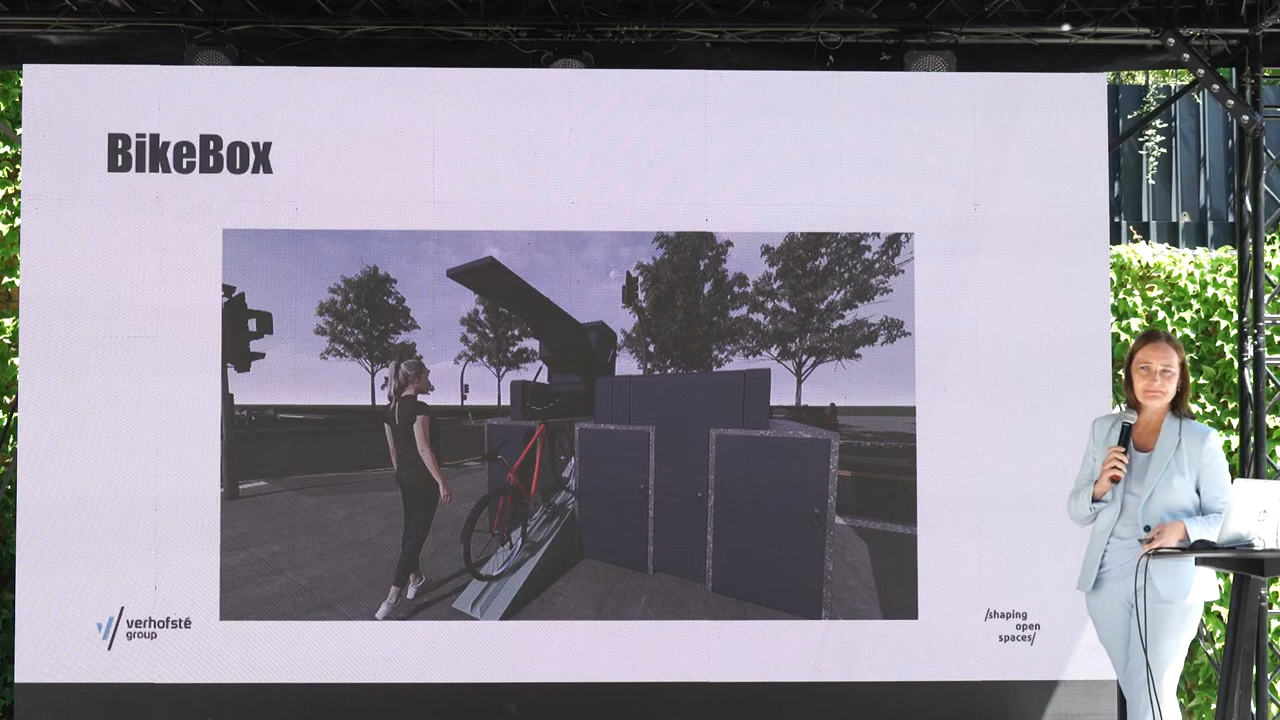 BikeBox
verhofsté
group
/shaping
open
spaces/